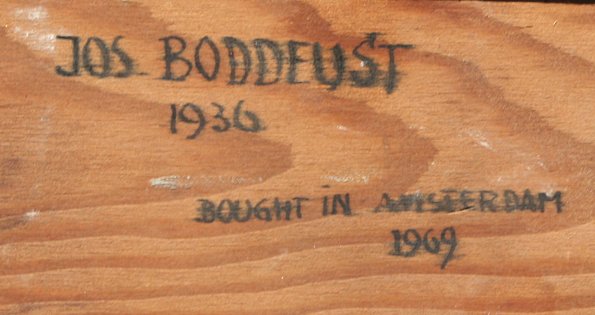 JOS BODDEUST
1936
BOUGHT IN AMSTERDAM
1969